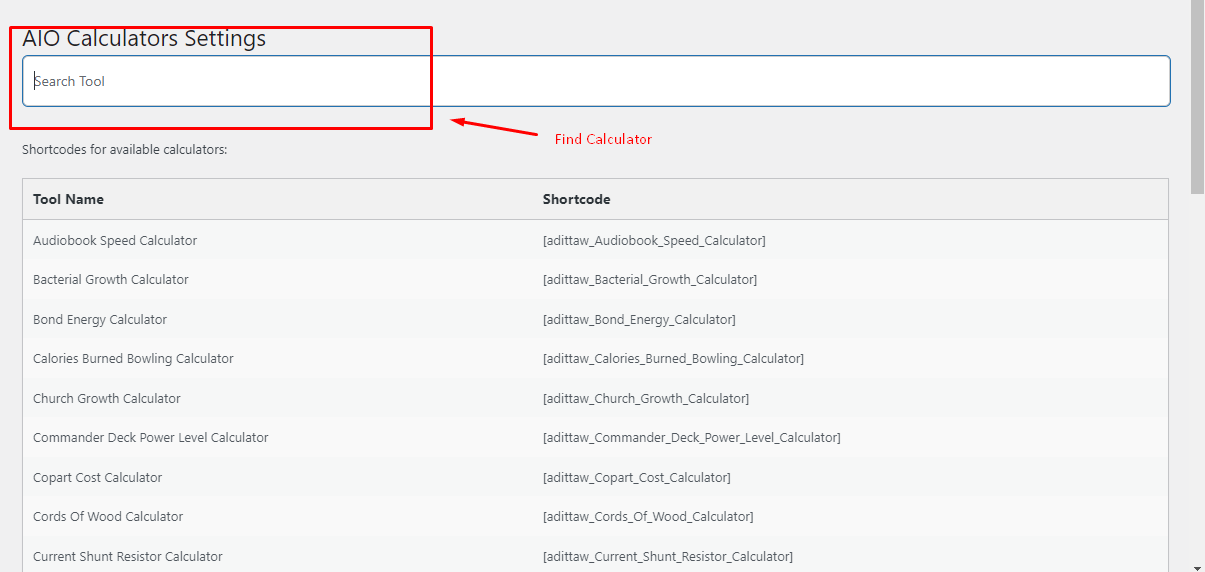 AIO Calculators Settings
Search Tool
Find Calculator
Shortcodes for available calculators:
Tool Name Shortcode
Audiobook Speed Calculator [adittaw_Audiobook_Speed_Calculator]
Bacterial Growth Calculator [adittaw_Bacterial_Growth_Calculator]
Bond Energy Calculator [adittaw_Bond_Energy_Calculator]
Calories Burned Bowling Calculator [adittaw_Calories_Burned_Bowling_Calculator]
Church Growth Calculator [adittaw_Church_Growth_Calculator]
Commander Deck Power Level Calculator [adittaw_Commander_Deck_Power_Level_Calculator]
Copart Cost Calculator [adittaw_Copart_Cost_Calculator]
Cords Of Wood Calculator [adittaw_Cords_Of_Wood_Calculator]
Current Shunt Resistor Calculator [adittaw_Current_Shunt_Resistor_Calculator]